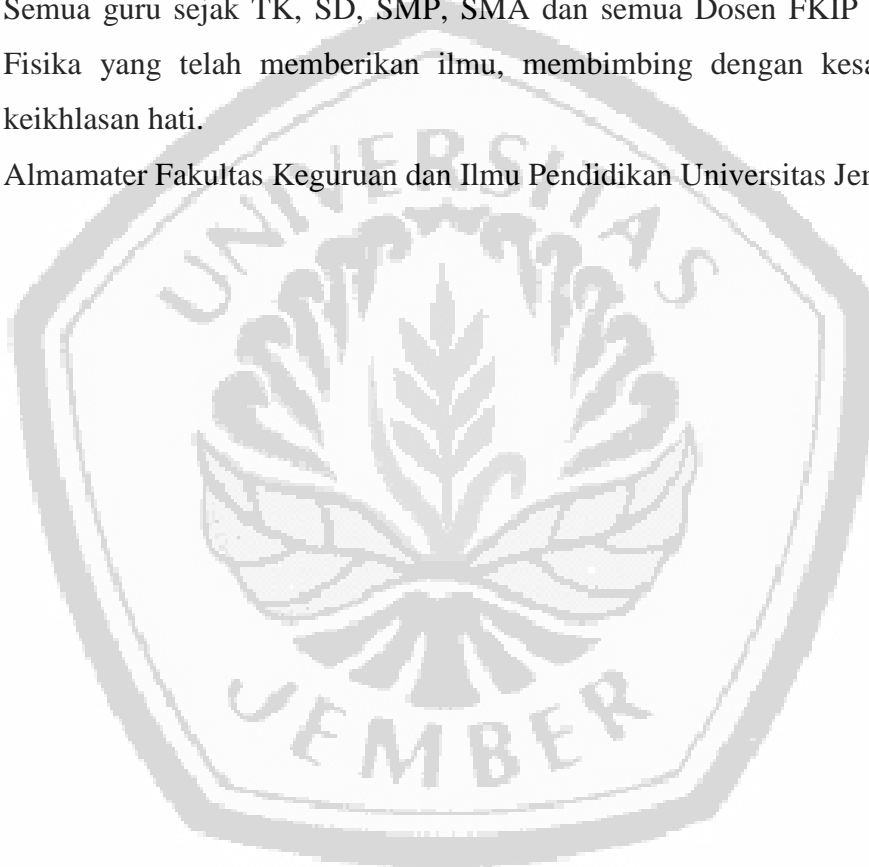 Semua guru sejak TK, SD, SMP, SMA dan semua Dosen FKIP
Fisika yang telah memberikan ilmu, membimbing dengan
keikhlasan hati.
Almamater Fakultas Keguruan dan Ilmu Pendidikan Universitas
UNIVERSITAS
JEMBER